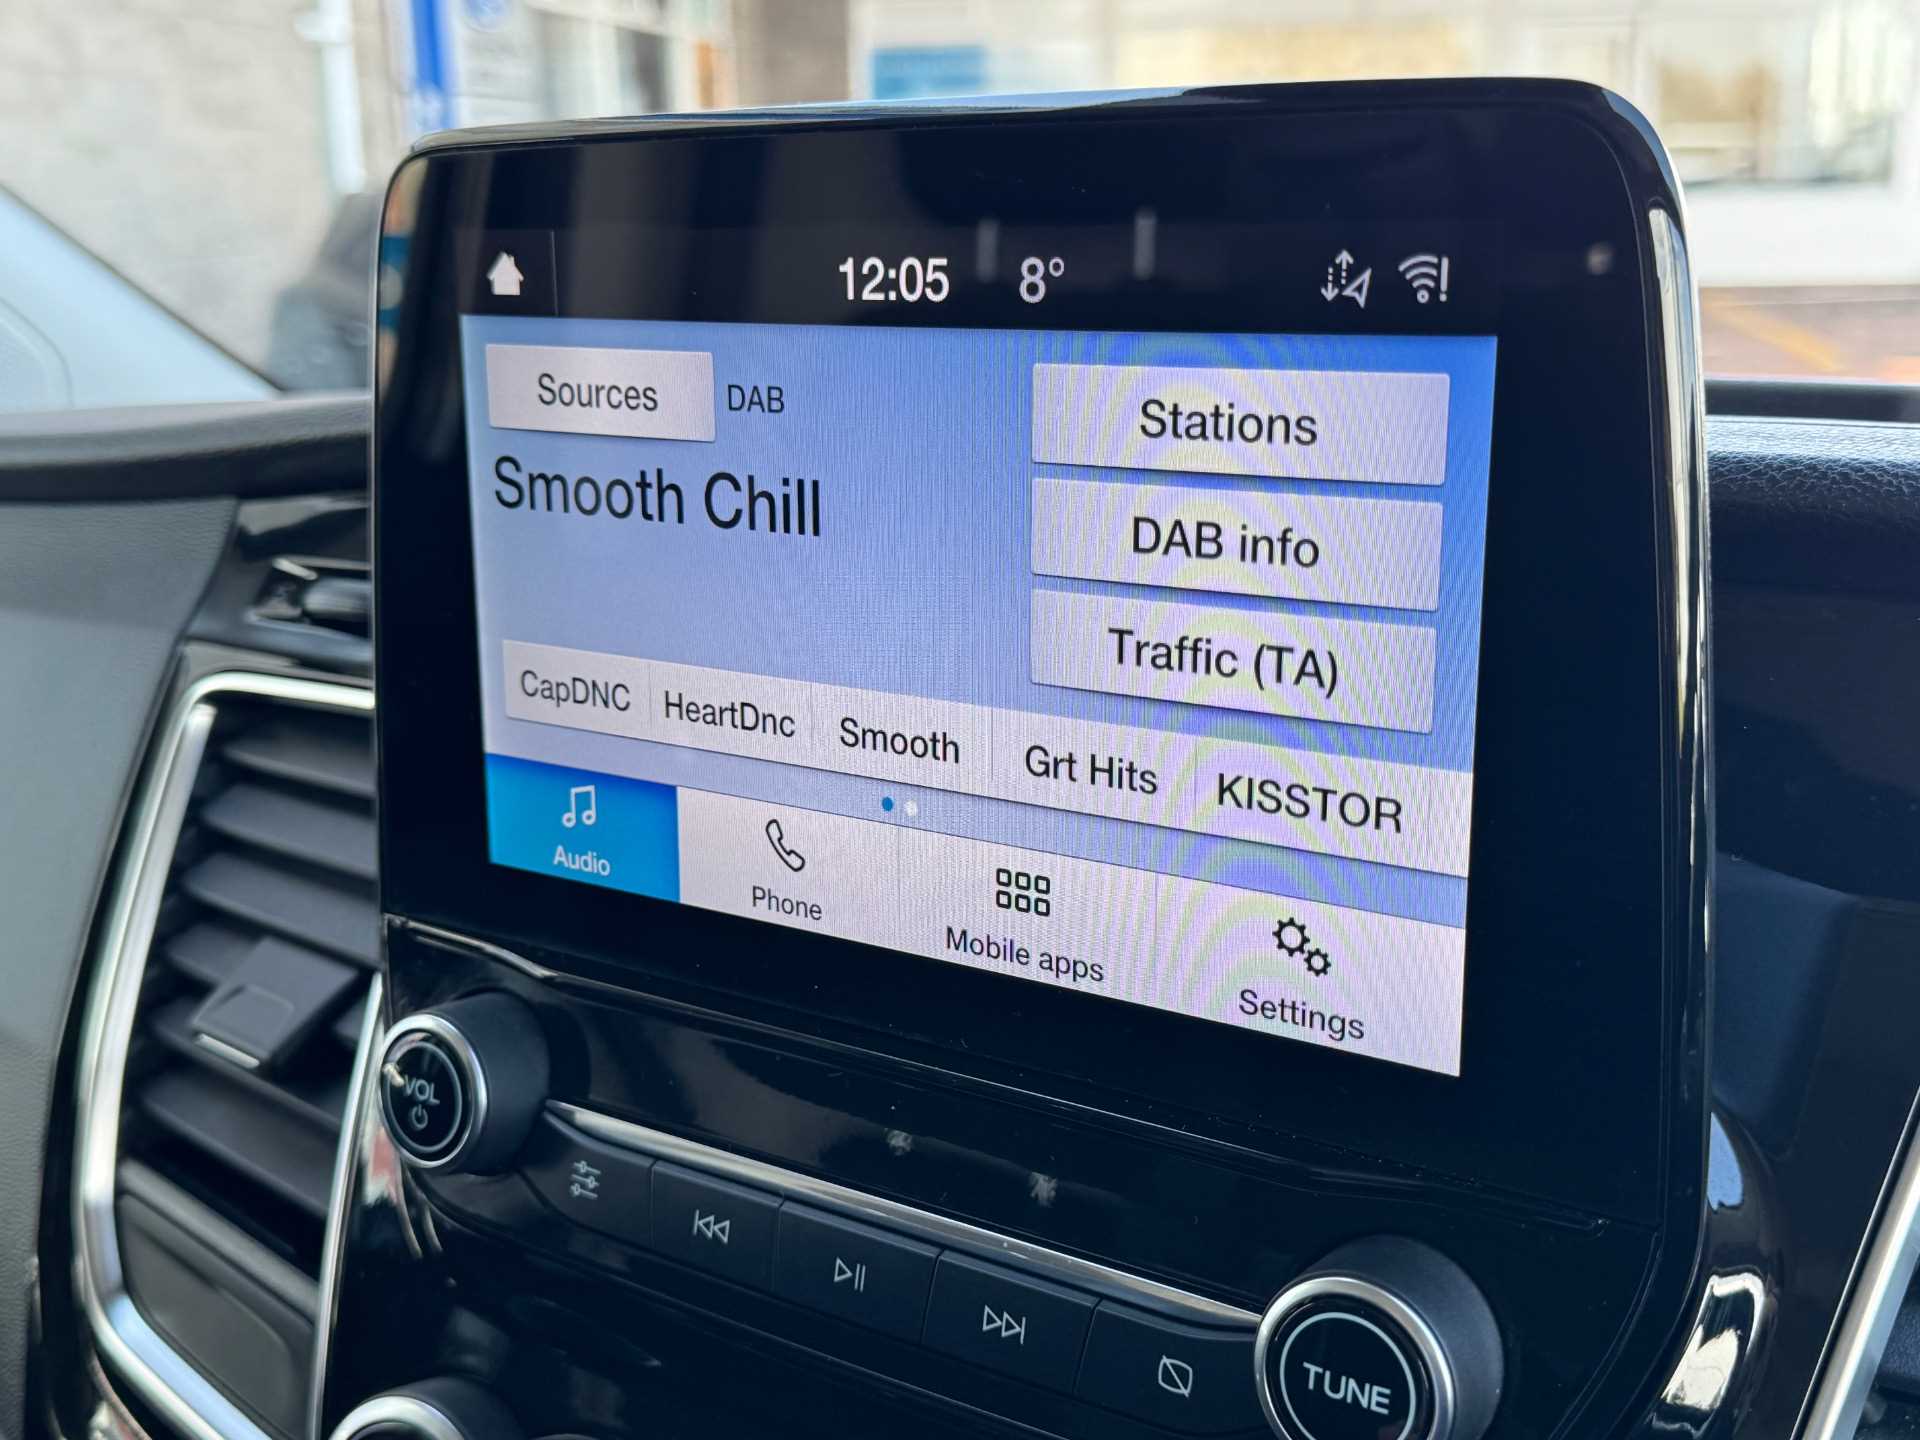 12:05 8°
Sources DAB
Smooth Chill
Stations
DAB info
Traffic (TA)
CapDNC HeartDnc Smooth Grt Hits KISSTOR
Audio Phone Mobile apps Settings
VOL
TUNE